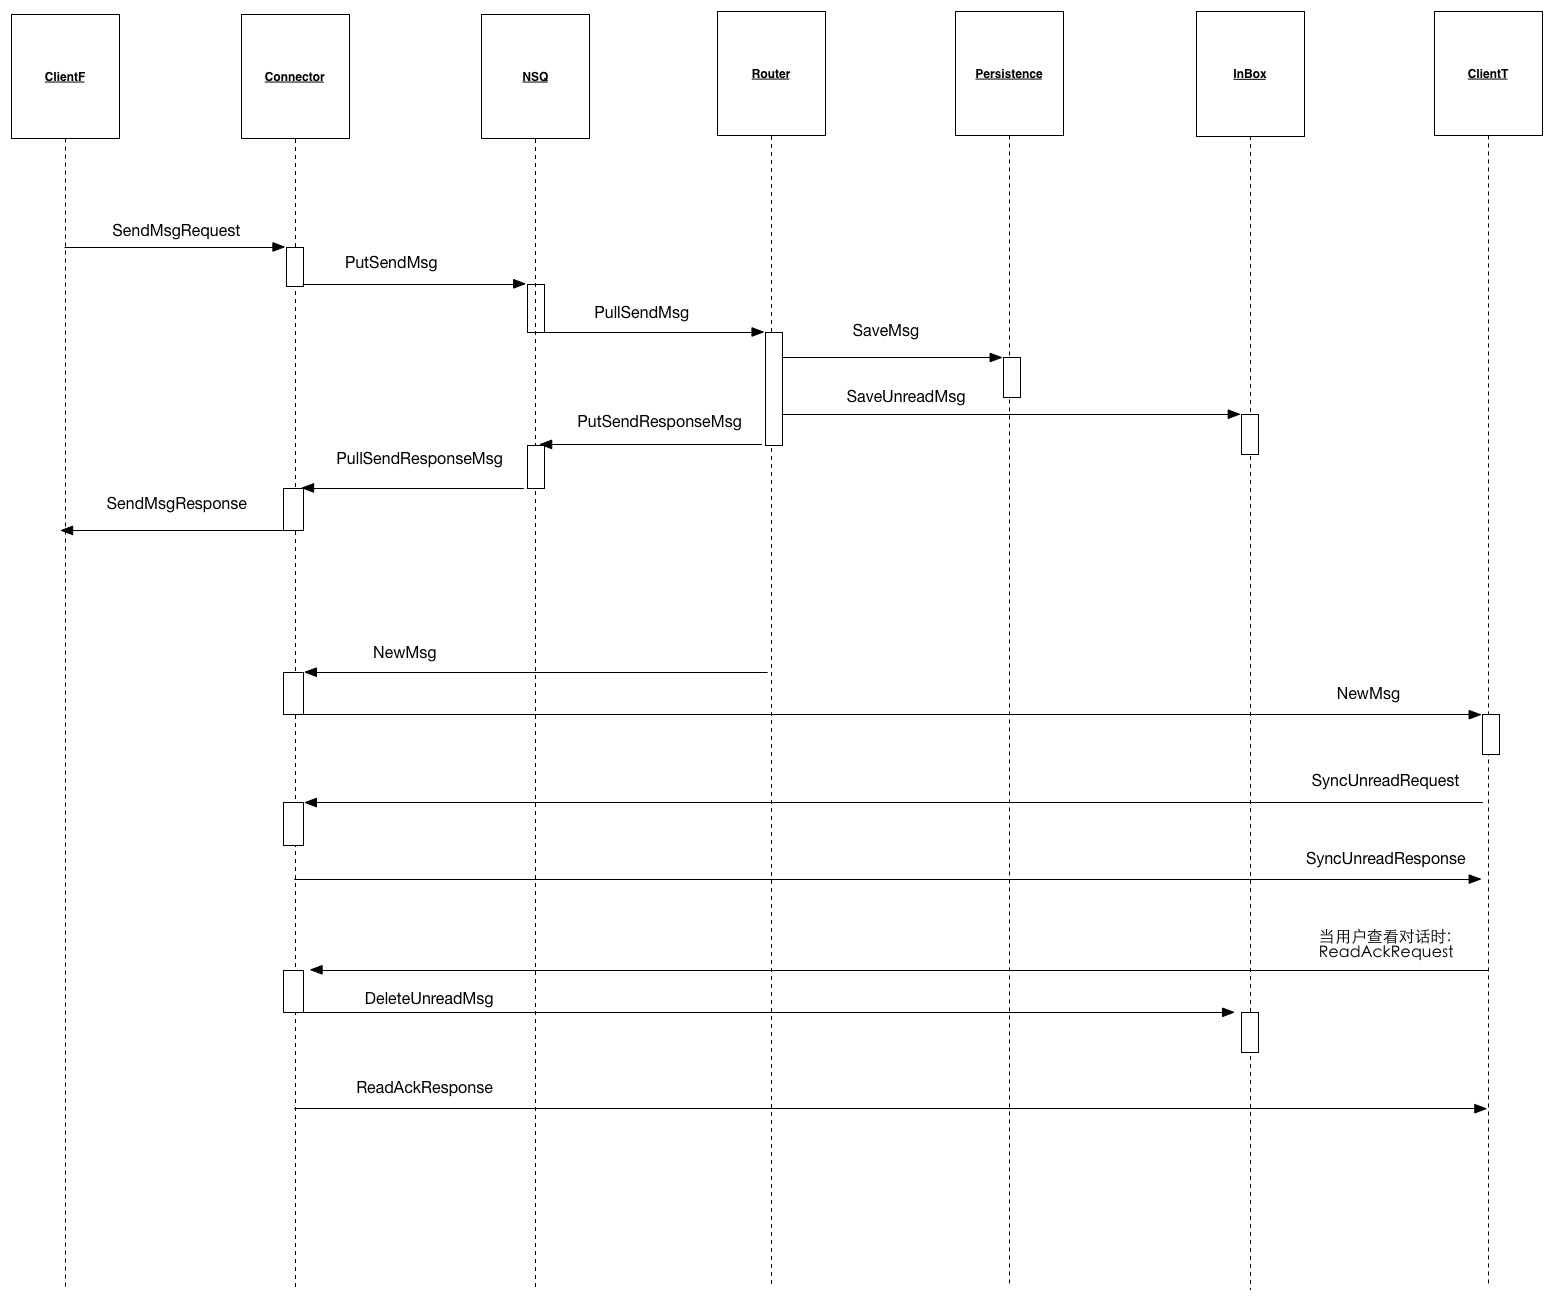 ClientF
Connector
NSQ
Router
Persistence
InBox
ClientT
SendMsgRequest
PutSendMsg
PullSendMsg
SaveMsg
SaveUnreadMsg
PutSendResponseMsg
PullSendResponseMsg
SendMsgResponse
NewMsg
NewMsg
SyncUnreadRequest
SyncUnreadResponse
当用户查看对话时:
ReadAckRequest
DeleteUnreadMsg
ReadAckResponse